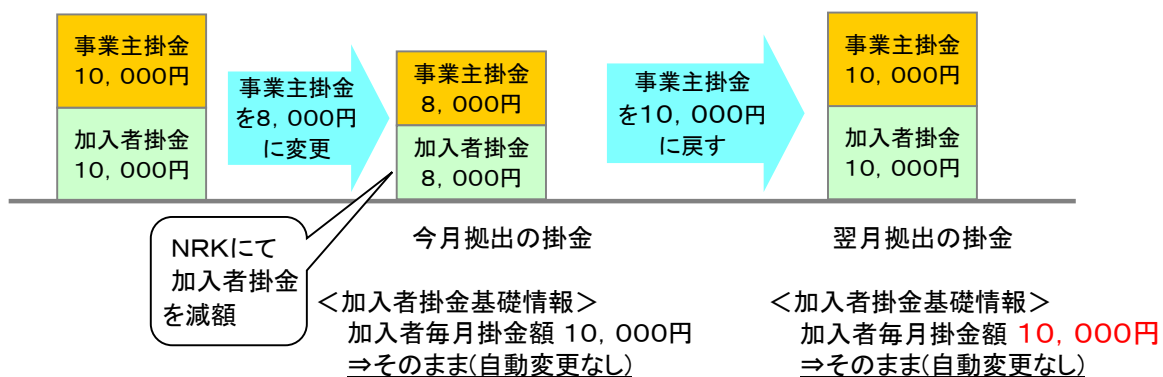 事業主掛金
10，000円
加入者掛金
10，000円
事業主掛金
を8，000円
に変更
事業主掛金
8，000円
加入者掛金
8，000円
事業主掛金
を10，000円
に戻す
事業主掛金
10，000円
加入者掛金
10，000円
NRKにて
加入者掛金
を減額
今月拠出の掛金
＜加入者掛金基礎情報＞
加入者毎月掛金額 10，000円
⇒そのまま(自動変更なし)
翌月拠出の掛金
＜加入者掛金基礎情報＞
加入者毎月掛金額 10，000円
⇒そのまま(自動変更なし)